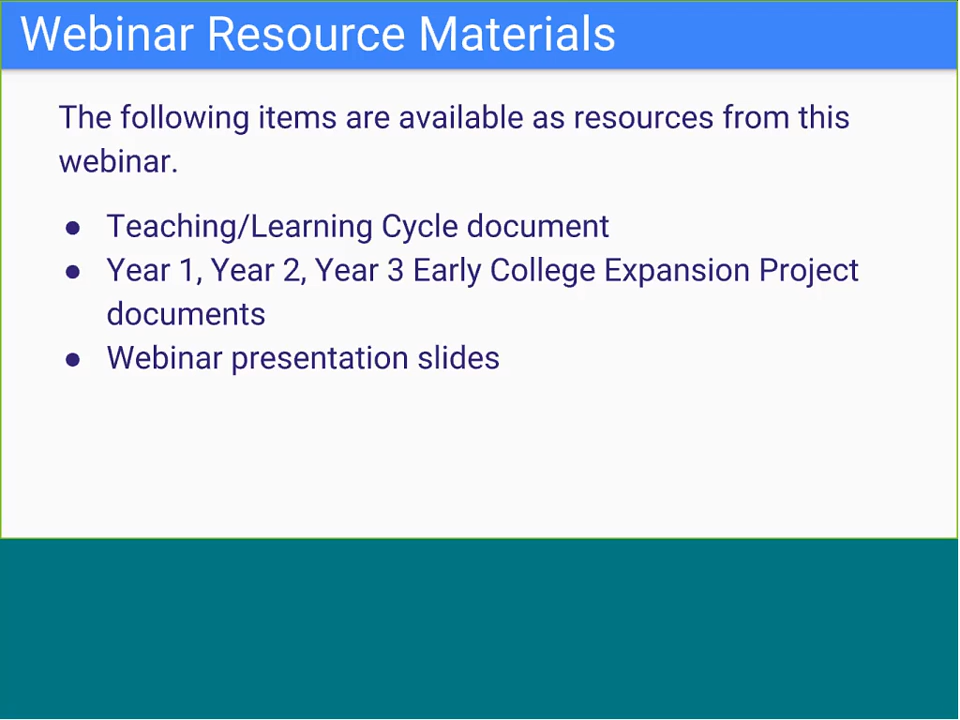 Webinar Resource Materials
The following items are available as resources from this
webinar.
● Teaching/Learning Cycle document
● Year 1, Year 2, Year 3 Early College Expansion Project
documents
● Webinar presentation slides